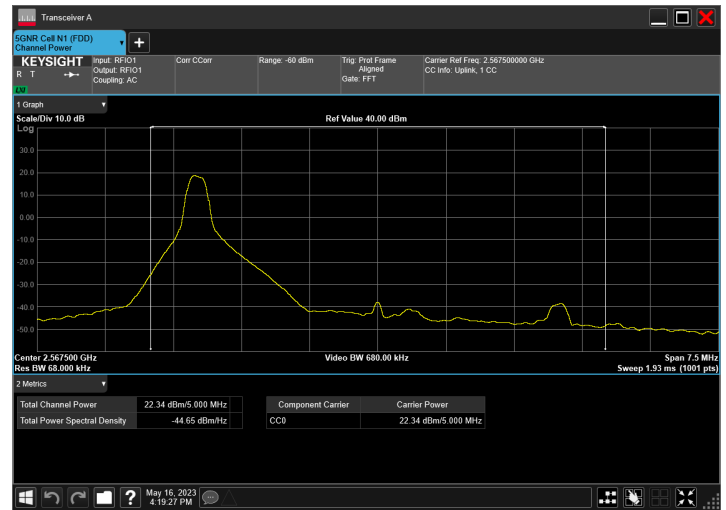 Transceiver A
5GNR Cell N1 (FDD)
Channel Power
+
KEYSIGHT
R T
LXI
Input: RFIO1
Output: RFIO1
Coupling: AC
Corr CCorr
Range: -60 dBm
Trig: Prot Frame
Aligned
Gate: FFT
Carrier Ref Freq: 2.567500000 GHz
CC Info: Uplink, 1 CC
1 Graph
Scale/Div 10.0 dB
Ref Value 40.00 dBm
Log
30.0
20.0
10.0
0.00
-10.0
-20.0
-30.0
-40.0
-50.0
Center 2.567500 GHz
Video BW 680.00 kHz
Span 7.5 MHz
Res BW 68.000 kHz
Sweep 1.93 ms (1001 pts)
2 Metrics
Total Channel Power 22.34 dBm/5.000 MHz
Total Power Spectral Density -44.65 dBm/Hz
Component Carrier Carrier Power
CC0 22.34 dBm/5.000 MHz
?
May 16, 2023
4:19:27 PM